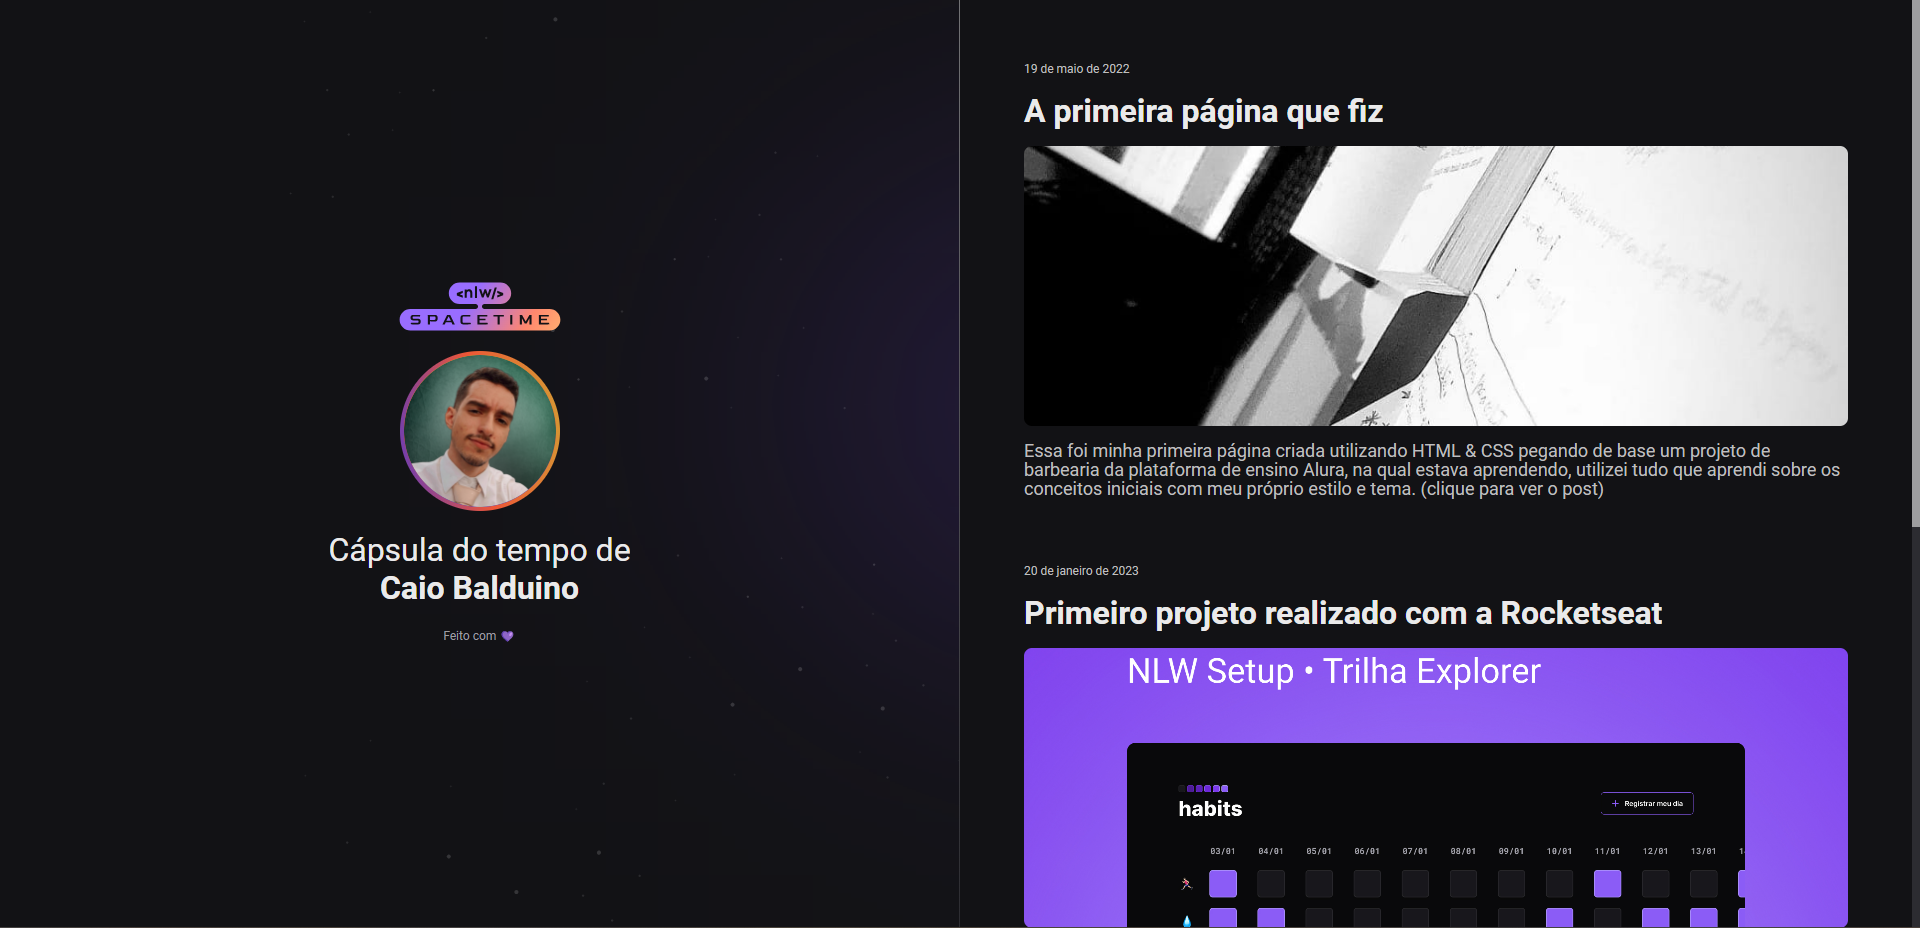 <nlw/>
SPACETIME
Cápsula do tempo de
Caio Balduino
Feito com 💜
19 de maio de 2022
A primeira página que fiz
Essa foi minha primeira página criada utilizando HTML & CSS pegando de base um projeto de
barbearia da plataforma de ensino Alura, na qual estava aprendendo, utilizei tudo que aprendi sobre os
conceitos iniciais com meu próprio estilo e tema. (clique para ver o post)
20 de janeiro de 2023
Primeiro projeto realizado com a Rocketseat
NLW Setup • Trilha Explorer
habits
+ Registrar meu dia
03/01 04/01 05/01 06/01 07/01 08/01 09/01 10/01 11/01 12/01 13/01